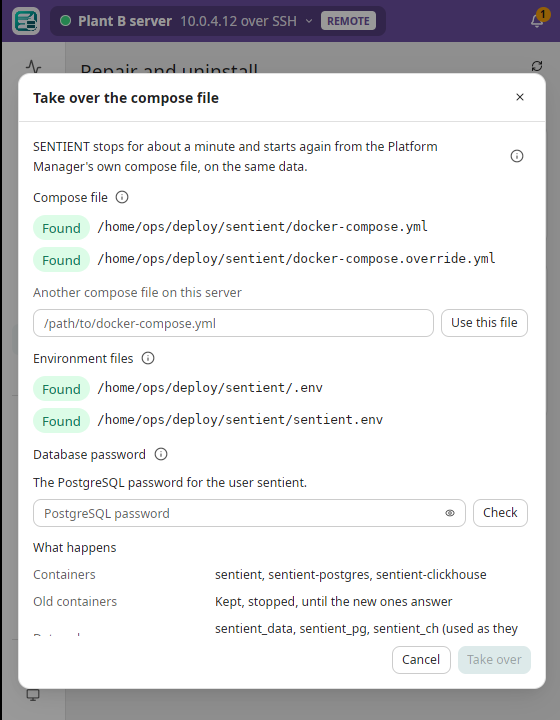 Plant B server 10.0.4.12 over SSH REMOTE 1
Repair and uninstall
Take over the compose file
SENTIENT stops for about a minute and starts again from the Platform
Manager's own compose file, on the same data.
Compose file
Found /home/ops/deploy/sentient/docker-compose.yml
Found /home/ops/deploy/sentient/docker-compose.override.yml
Another compose file on this server
/path/to/docker-compose.yml Use this file
Environment files
Found /home/ops/deploy/sentient/.env
Found /home/ops/deploy/sentient/sentient.env
Database password
The PostgreSQL password for the user sentient.
PostgreSQL password Check
What happens
Containers sentient, sentient-postgres, sentient-clickhouse
Old containers Kept, stopped, until the new ones answer
sentient_data, sentient_pg, sentient_ch (used as they
Cancel Take over